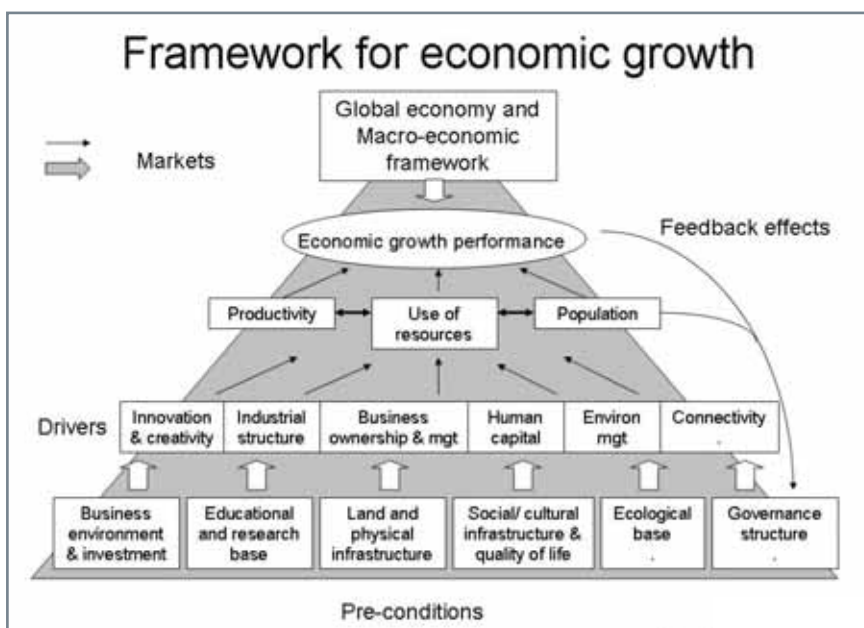 Framework for economic growth
Global economy and
Macro-economic
framework
Markets
Economic growth performance
Feedback effects
Productivity
Use of
resources
Population
Drivers
Innovation
& creativity
Industrial
structure
Business
ownership & mgt
Human
capital
Environ
mgt
Connectivity
.
Business
environment
& investment
Educational
and research
base
Land and
physical
infrastructure
Social/ cultural
infrastructure &
quality of life
Ecological
base
.
Governance
structure
.
Pre-conditions